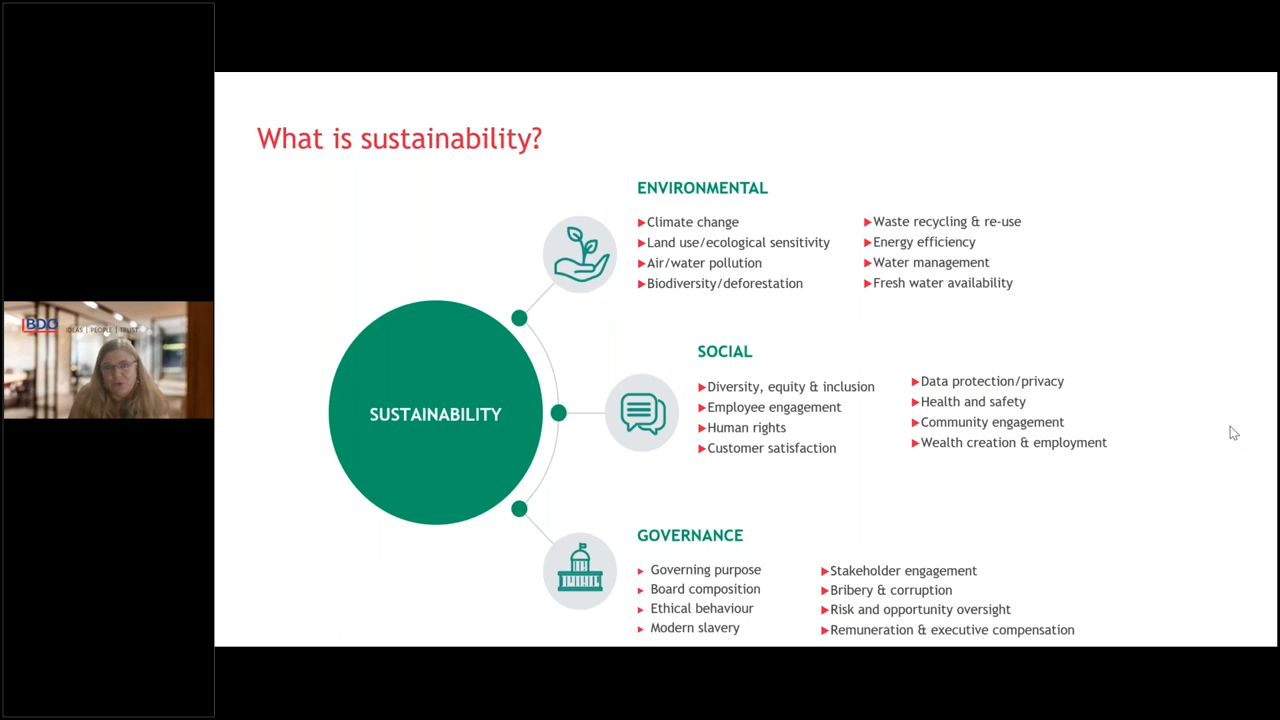 What is sustainability?
BDO
IDEAS | PEOPLE | TRUST
SUSTAINABILITY
ENVIRONMENTAL
Climate change
Land use/ecological sensitivity
Air/water pollution
Biodiversity/deforestation
Waste recycling & re-use
Energy efficiency
Water management
Fresh water availability
SOCIAL
Diversity, equity & inclusion
Employee engagement
Human rights
Customer satisfaction
Data protection/privacy
Health and safety
Community engagement
Wealth creation & employment
GOVERNANCE
Governing purpose
Board composition
Ethical behaviour
Modern slavery
Stakeholder engagement
Bribery & corruption
Risk and opportunity oversight
Remuneration & executive compensation